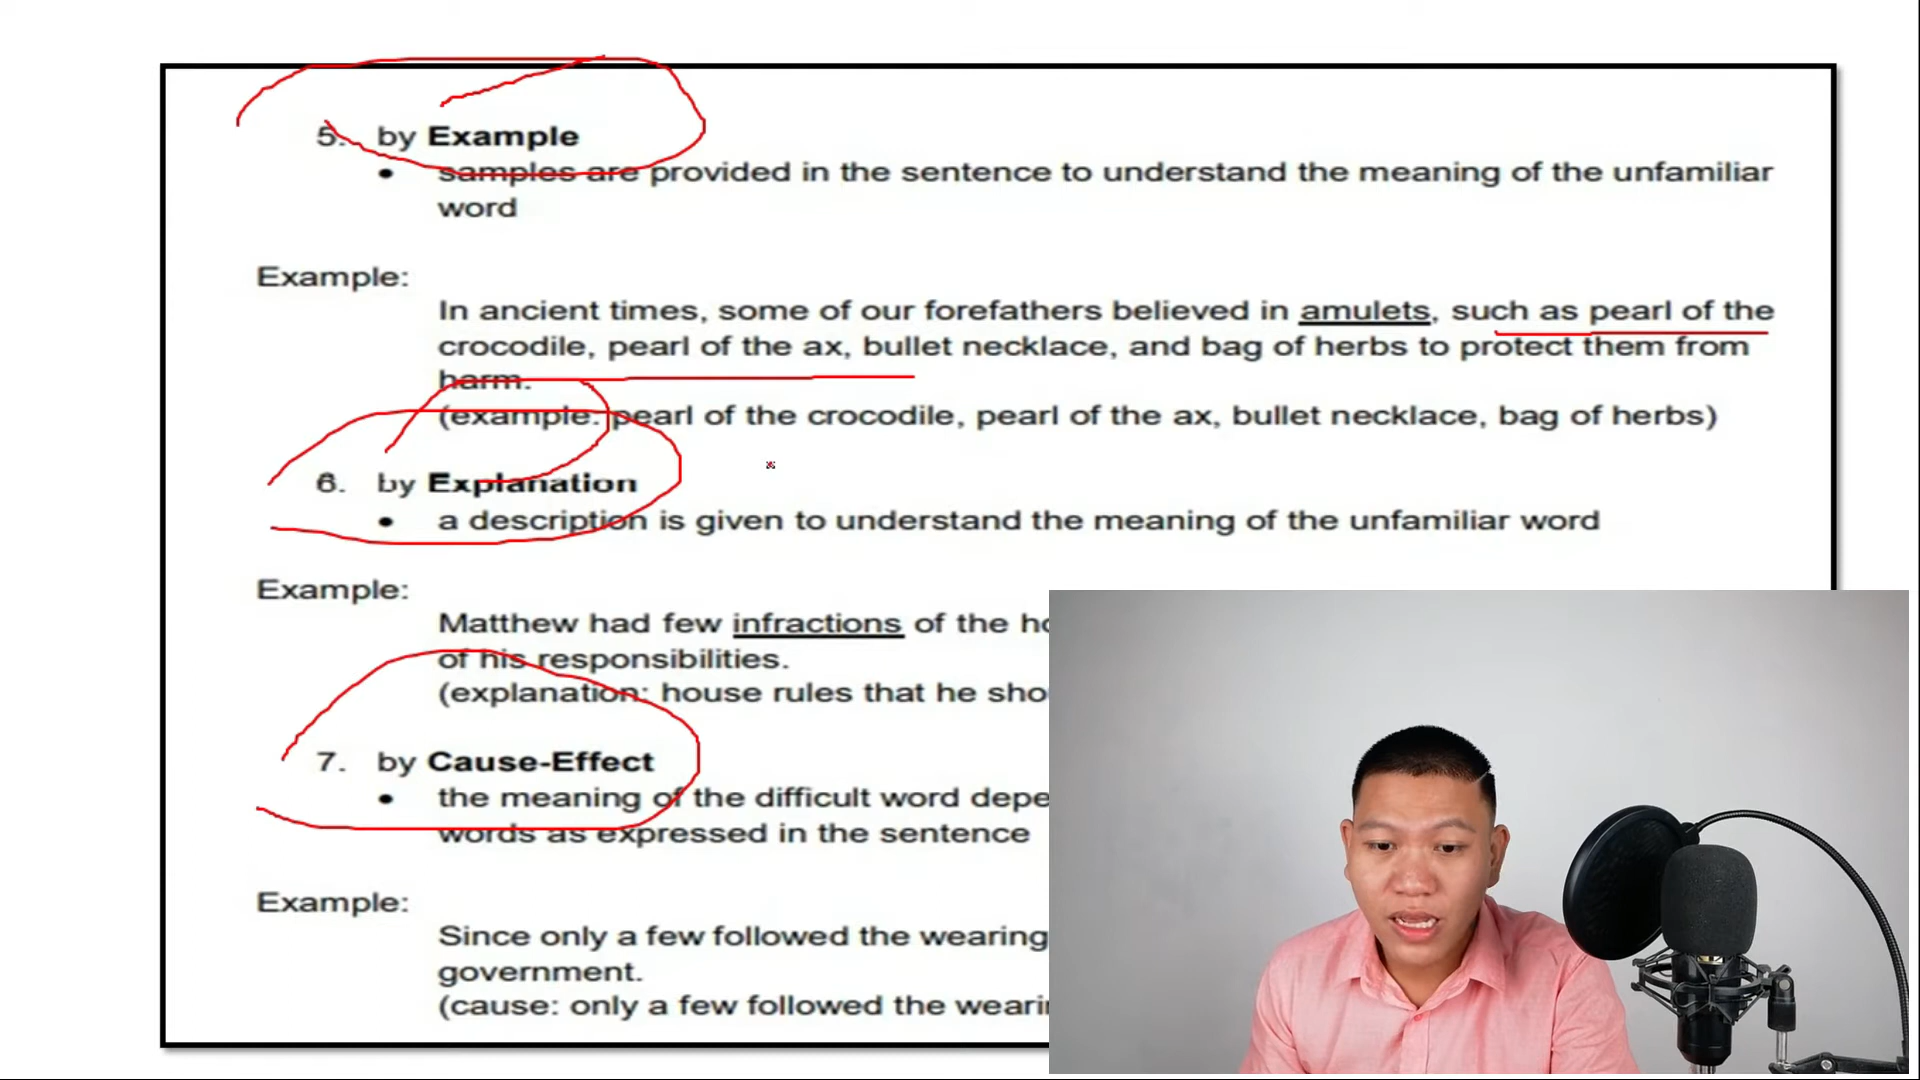 5. by Example
• samples are provided in the sentence to understand the meaning of the unfamiliar
word
Example:
In ancient times, some of our forefathers believed in amulets, such as pearl of the
crocodile, pearl of the ax, bullet necklace, and bag of herbs to protect them from
harm.
(example: pearl of the crocodile, pearl of the ax, bullet necklace, bag of herbs)
6. by Explanation
• a description is given to understand the meaning of the unfamiliar word
Example:
Matthew had few infractions of the
of his responsibilities.
(explanation: house rules that he
7. by Cause-Effect
• the meaning of the difficult word
words as expressed in the sentence
Example:
Since only a few followed the wearing
government.
(cause: only a few followed the